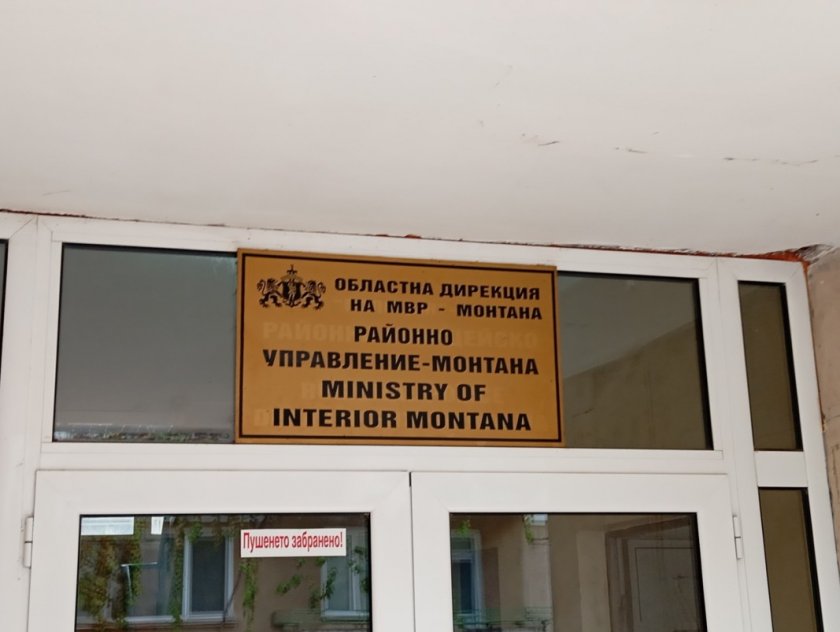 ОБЛАСТНА ДИРЕКЦИЯ
НА МВР - МОНТАНА
РАЙОННО
УПРАВЛЕНИЕ-МОНТАНА
MINISTRY OF
INTERIOR MONTANA
Пушенето забранено!